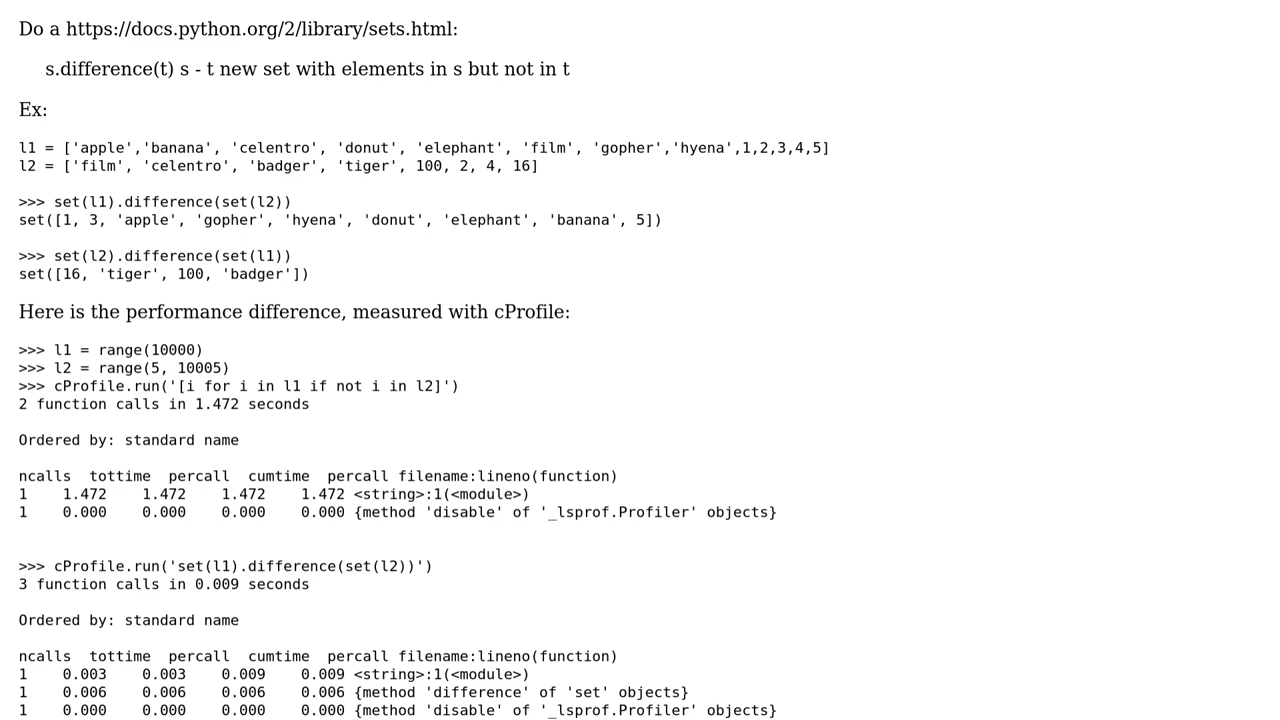 Do a https://docs.python.org/2/library/sets.html:
s.difference(t) s - t new set with elements in s but not in t
Ex:
l1 = ['apple','banana', 'celentro', 'donut', 'elephant', 'film', 'gopher','hyena',1,2,3,4,5]
l2 = ['film', 'celentro', 'badger', 'tiger', 100, 2, 4, 16]
>>> set(l1).difference(set(l2))
set([1, 3, 'apple', 'gopher', 'hyena', 'donut', 'elephant', 'banana', 5])
>>> set(l2).difference(set(l1))
set([16, 'tiger', 100, 'badger'])
Here is the performance difference, measured with cProfile:
>>> l1 = range(10000)
>>> l2 = range(5, 10005)
>>> cProfile.run('[i for i in l1 if not i in l2]')
2 function calls in 1.472 seconds
Ordered by: standard name
ncalls  tottime  percall  cumtime  percall filename:lineno(function)
1    1.472    1.472    1.472    1.472 <string>:1(<module>)
1    0.000    0.000    0.000    0.000 {method 'disable' of '_lsprof.Profiler' objects}
>>> cProfile.run('set(l1).difference(set(l2))')
3 function calls in 0.009 seconds
Ordered by: standard name
ncalls  tottime  percall  cumtime  percall filename:lineno(function)
1    0.003    0.003    0.009    0.009 <string>:1(<module>)
1    0.006    0.006    0.006    0.006 {method 'difference' of 'set' objects}
1    0.000    0.000    0.000    0.000 {method 'disable' of '_lsprof.Profiler' objects}